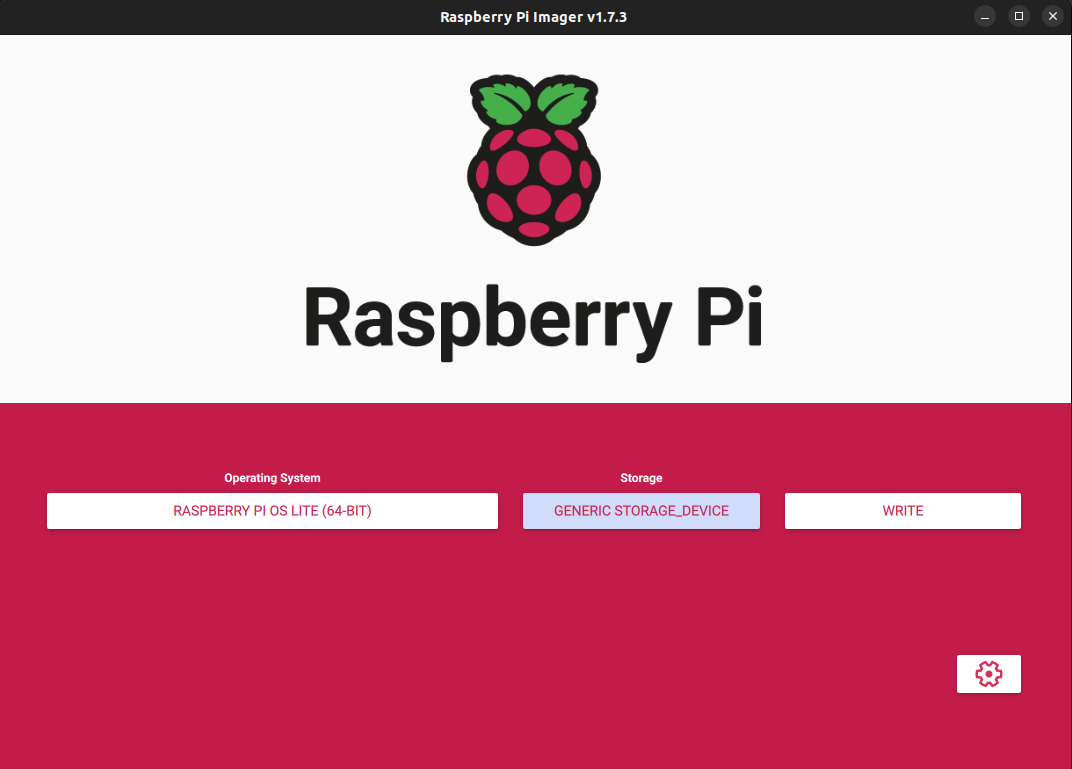 Raspberry Pi Imager v1.7.3
Raspberry Pi
Operating System
Storage
RASPBERRY PI OS LITE (64-BIT)
GENERIC STORAGE_DEVICE
WRITE